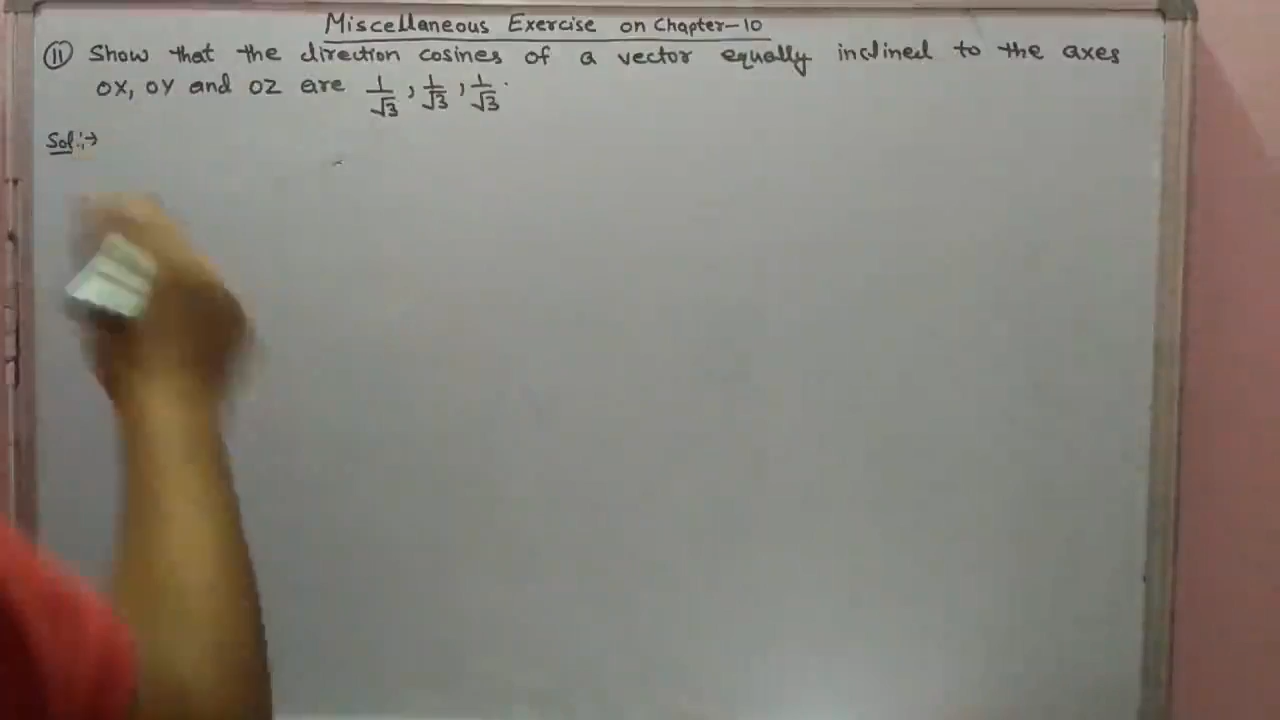 Miscellaneous Exercise on Chapter-10
⑪ Show that the direction cosines of a vector equally inclined to the axes
OX, OY and OZ are 1/√3, 1/√3, 1/√3.
Sol:→